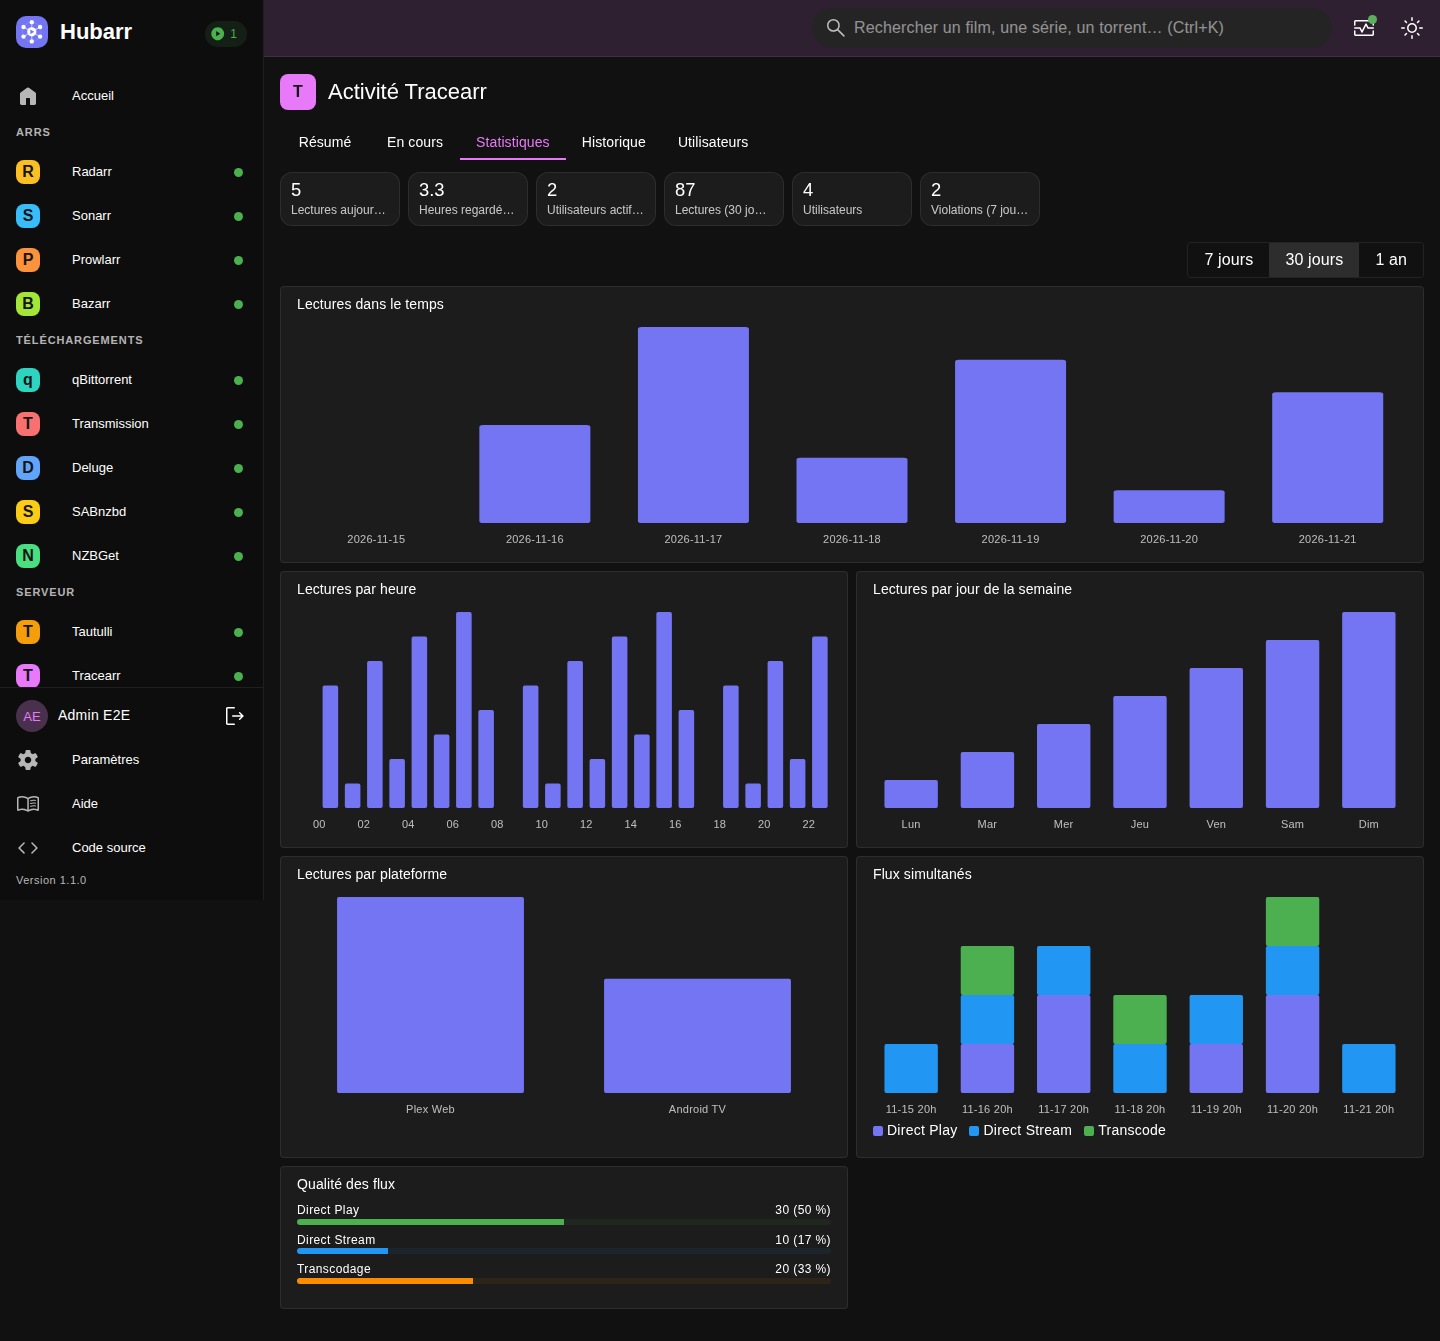 Hubarr
1
Rechercher un film, une série, un torrent… (Ctrl+K)
Accueil
ARRS
R Radarr
S Sonarr
P Prowlarr
B Bazarr
TÉLÉCHARGEMENTS
q qBittorrent
T Transmission
D Deluge
S SABnzbd
N NZBGet
SERVEUR
T Tautulli
T Tracearr
AE Admin E2E
Paramètres
Aide
Code source
Version 1.1.0
T Activité Tracearr
Résumé En cours Statistiques Historique Utilisateurs
5
Lectures aujour…
3.3
Heures regardé…
2
Utilisateurs actif…
87
Lectures (30 jo…
4
Utilisateurs
2
Violations (7 jou…
7 jours 30 jours 1 an
Lectures dans le temps
2026-11-15 2026-11-16 2026-11-17 2026-11-18 2026-11-19 2026-11-20 2026-11-21
Lectures par heure
00 02 04 06 08 10 12 14 16 18 20 22
Lectures par jour de la semaine
Lun Mar Mer Jeu Ven Sam Dim
Lectures par plateforme
Plex Web Android TV
Flux simultanés
11-15 20h 11-16 20h 11-17 20h 11-18 20h 11-19 20h 11-20 20h 11-21 20h
Direct Play Direct Stream Transcode
Qualité des flux
Direct Play 30 (50 %)
Direct Stream 10 (17 %)
Transcodage 20 (33 %)